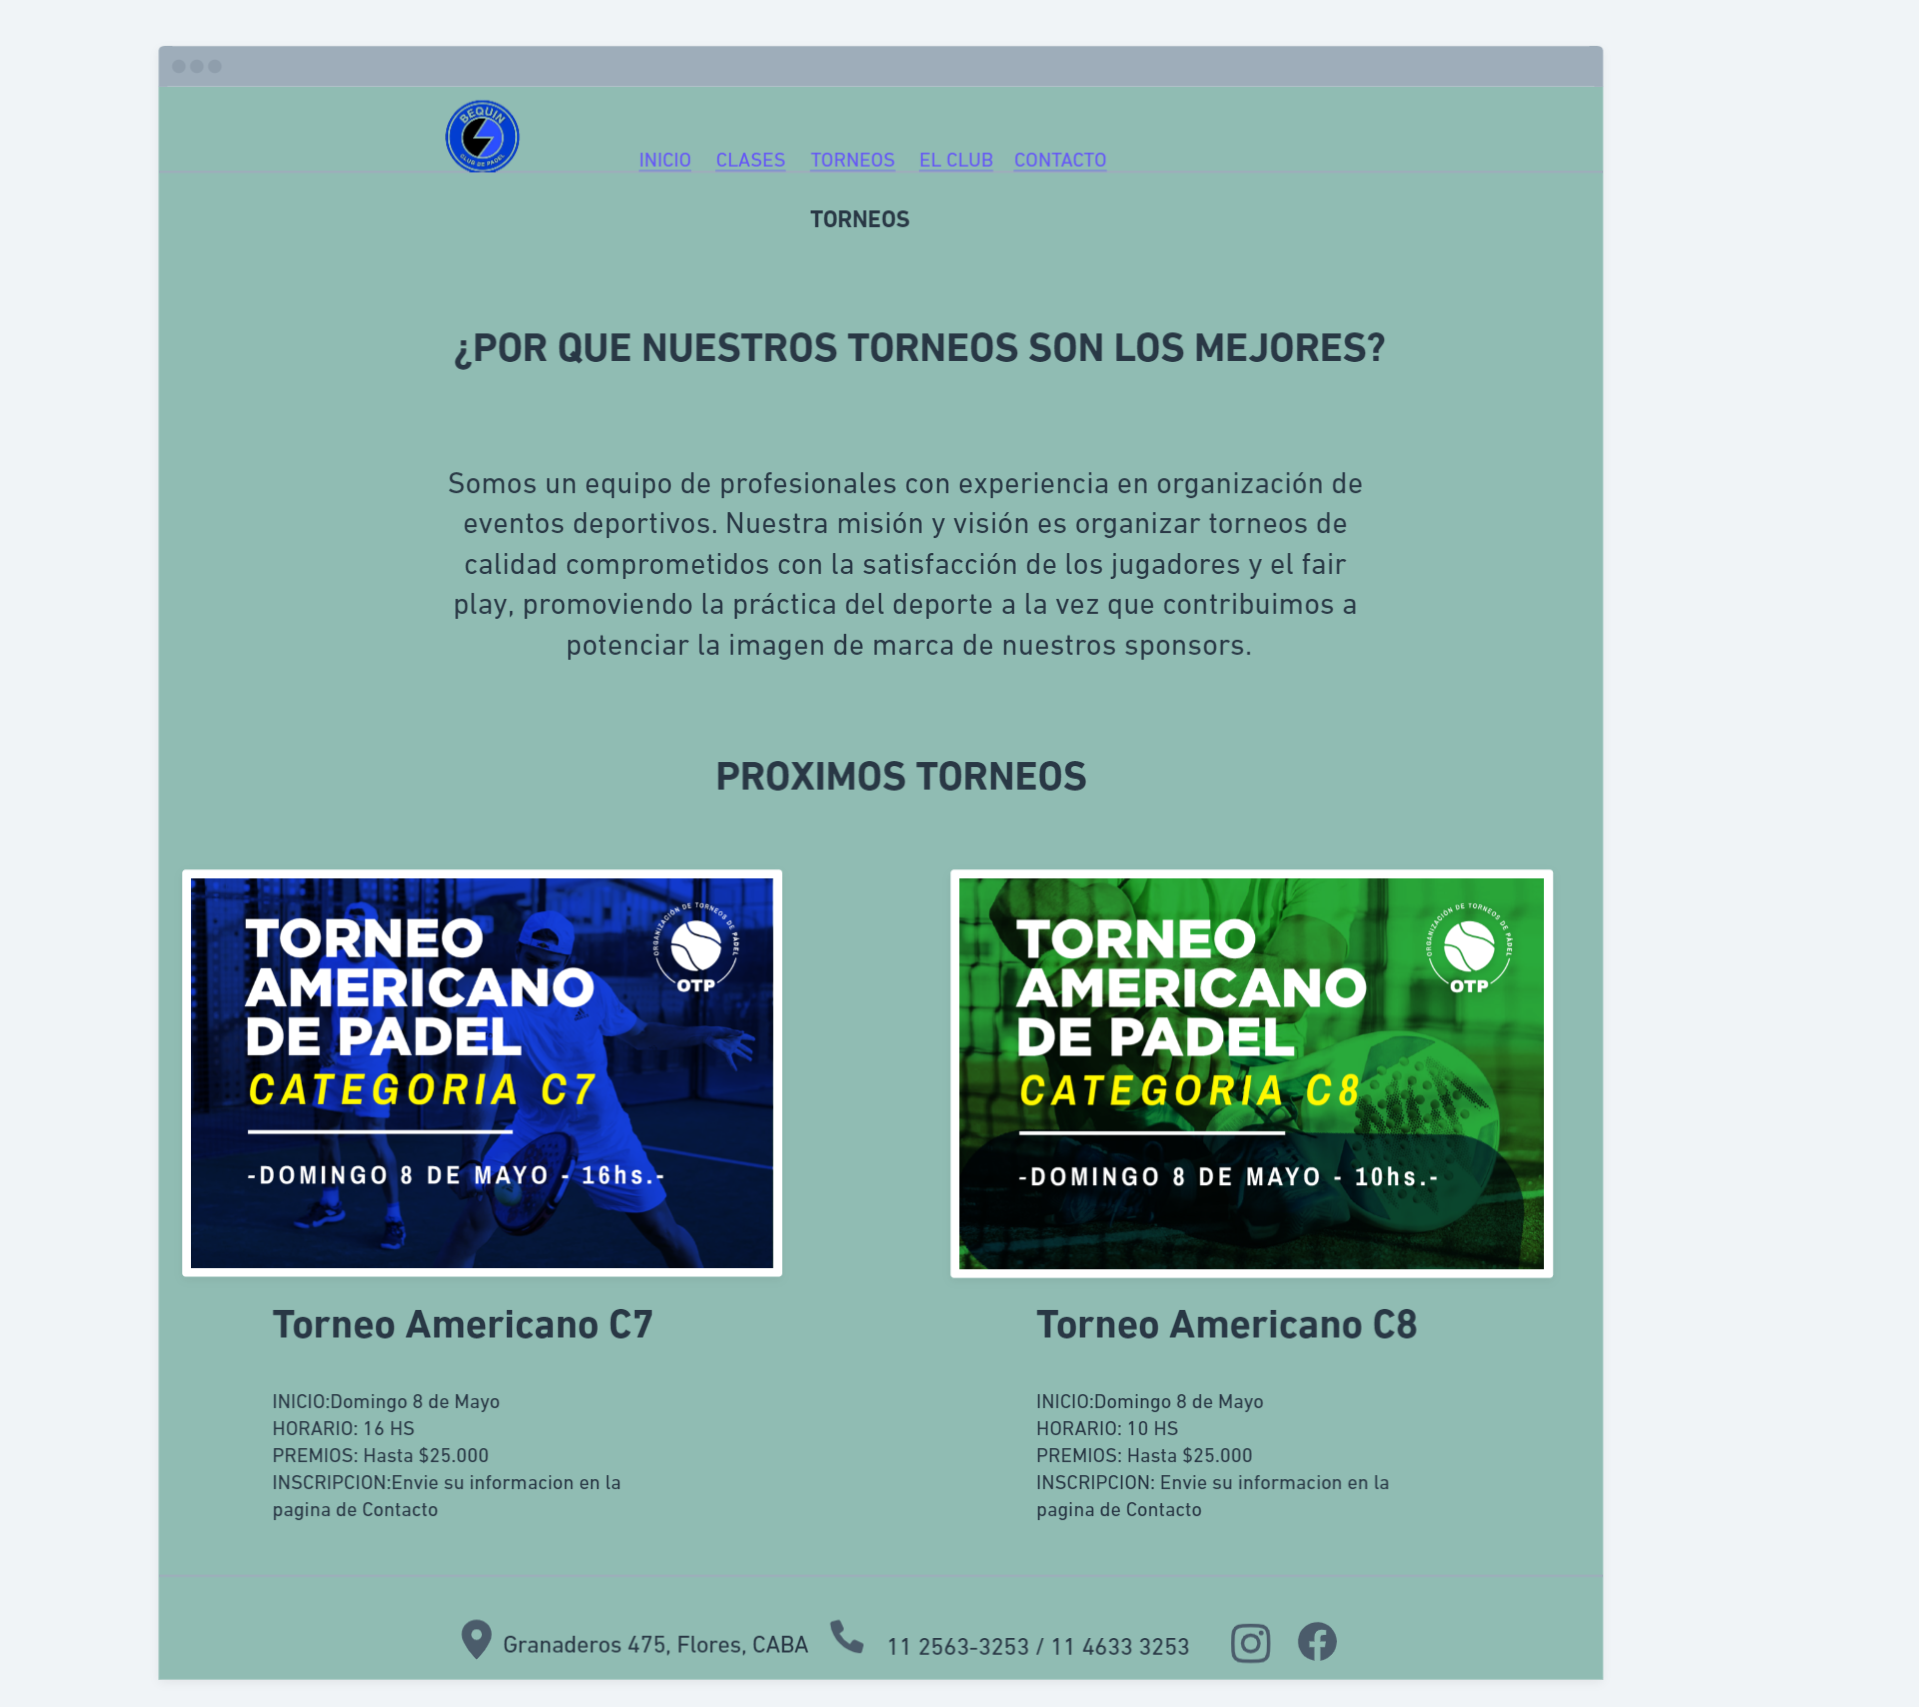 BEQUIN
CLUB DE PADEL
INICIO CLASES TORNEOS EL CLUB CONTACTO
TORNEOS
¿POR QUE NUESTROS TORNEOS SON LOS MEJORES?
Somos un equipo de profesionales con experiencia en organización de
eventos deportivos. Nuestra misión y visión es organizar torneos de
calidad comprometidos con la satisfacción de los jugadores y el fair
play, promoviendo la práctica del deporte a la vez que contribuimos a
potenciar la imagen de marca de nuestros sponsors.
PROXIMOS TORNEOS
TORNEO
AMERICANO
DE PADEL
CATEGORIA C7
-DOMINGO 8 DE MAYO - 16hs.-
ORGANIZACIÓN DE TORNEOS DE PÁDEL
OTP
TORNEO
AMERICANO
DE PADEL
CATEGORIA C8
-DOMINGO 8 DE MAYO - 10hs.-
ORGANIZACIÓN DE TORNEOS DE PÁDEL
OTP
Torneo Americano C7
INICIO:Domingo 8 de Mayo
HORARIO: 16 HS
PREMIOS: Hasta $25.000
INSCRIPCION:Envie su informacion en la
pagina de Contacto
Torneo Americano C8
INICIO:Domingo 8 de Mayo
HORARIO: 10 HS
PREMIOS: Hasta $25.000
INSCRIPCION: Envie su informacion en la
pagina de Contacto
Granaderos 475, Flores, CABA
11 2563-3253 / 11 4633 3253